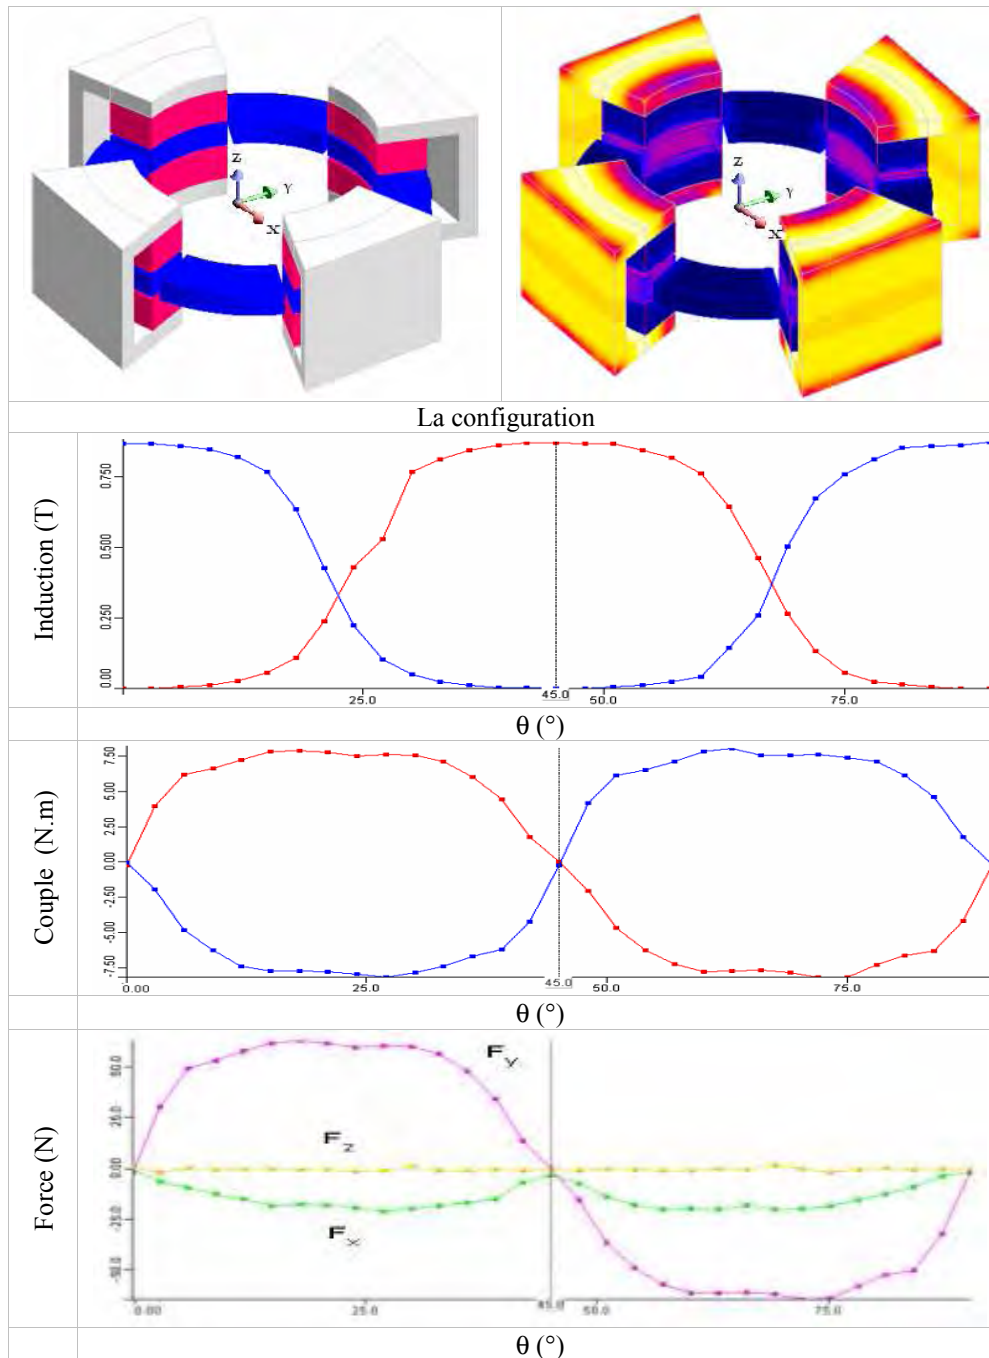 z
Y
X
z
Y
X
La configuration
Induction (T)
0.750
0.500
0.250
0.00
25.0
45.0
50.0
75.0
θ (°)
Couple (N.m)
7.50
5.00
2.50
0.00
-2.50
-5.00
-7.50
0.00
25.0
45.0
50.0
75.0
θ (°)
Force (N)
50.0
25.0
0.00
-25.0
-50.0
Fy
Fz
Fx
0.00
25.0
45.0
50.0
75.0
θ (°)